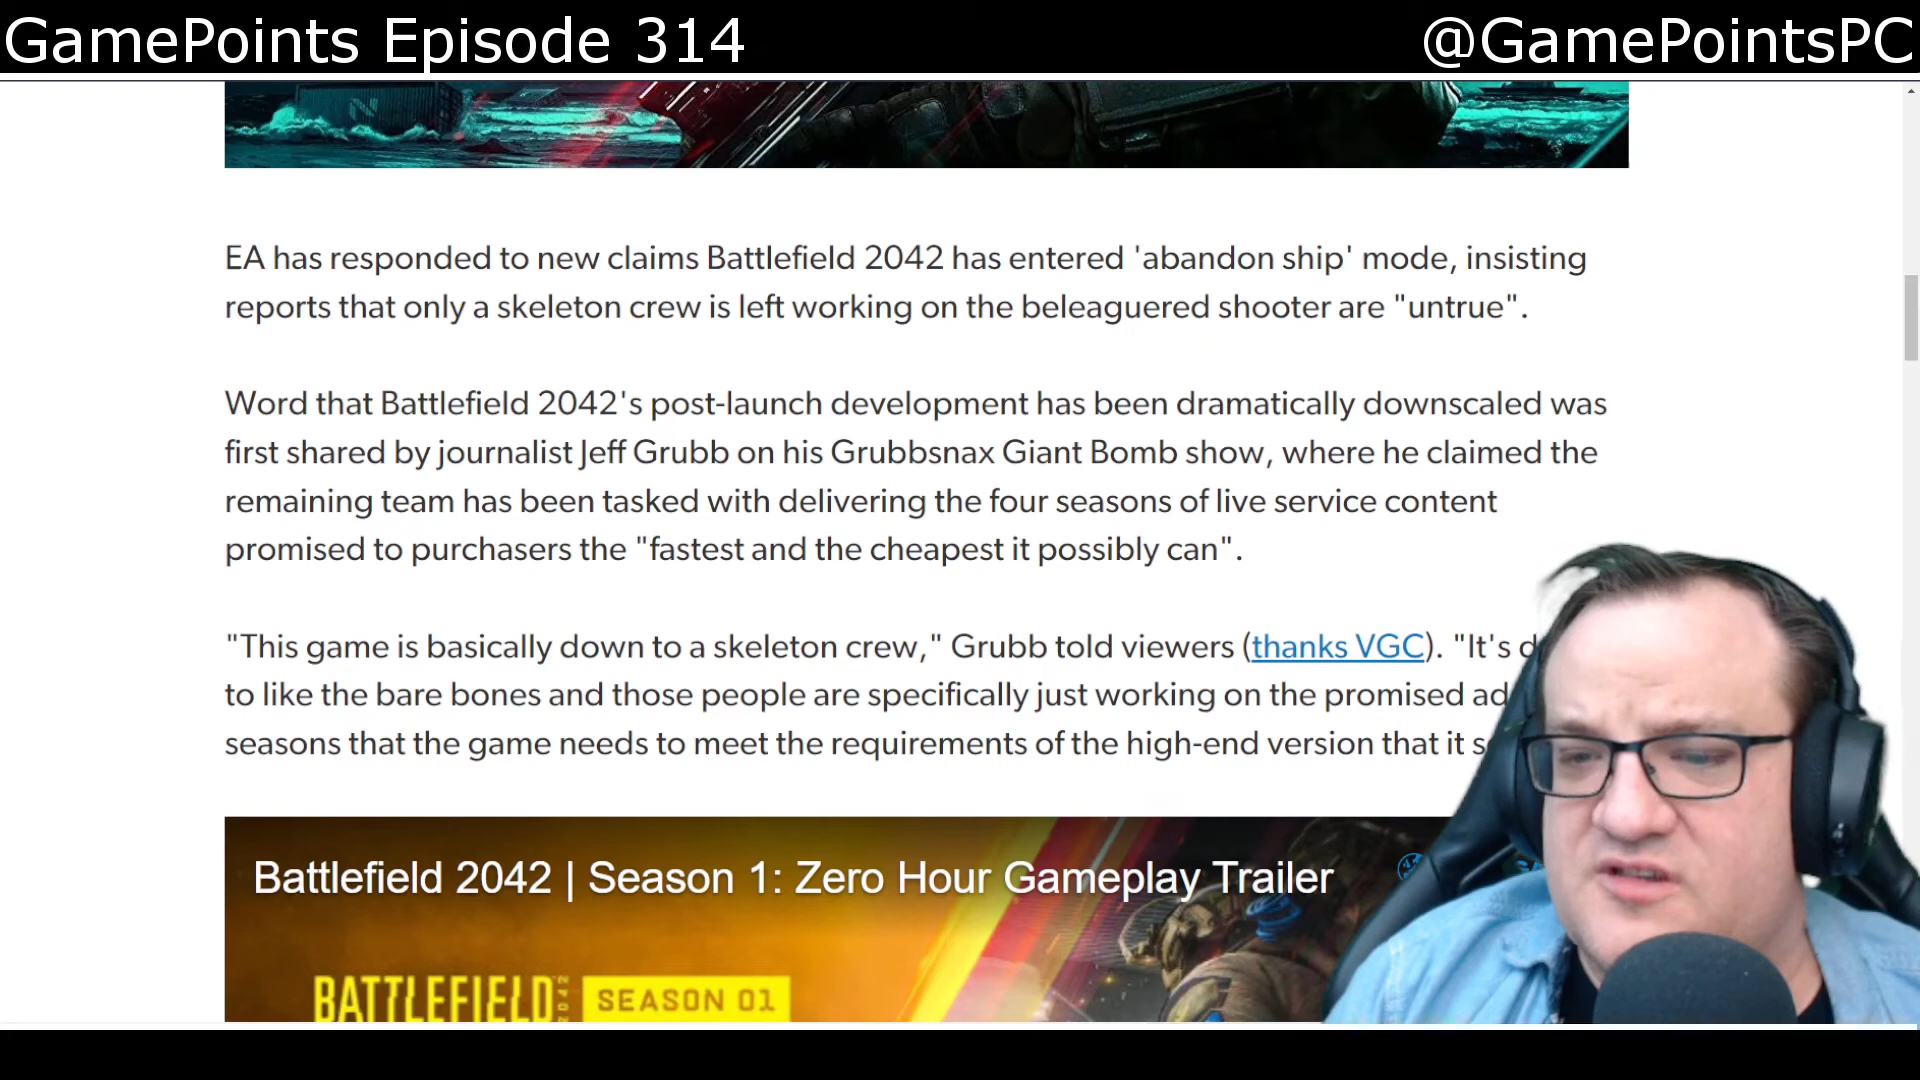 GamePoints Episode 314
@GamePointsPC
EA has responded to new claims Battlefield 2042 has entered 'abandon ship' mode, insisting
reports that only a skeleton crew is left working on the beleaguered shooter are "untrue".
Word that Battlefield 2042's post-launch development has been dramatically downscaled was
first shared by journalist Jeff Grubb on his Grubbsnax Giant Bomb show, where he claimed the
remaining team has been tasked with delivering the four seasons of live service content
promised to purchasers the "fastest and the cheapest it possibly can".
"This game is basically down to a skeleton crew," Grubb told viewers (thanks VGC). "It's
to like the bare bones and those people are specifically just working on the promised
seasons that the game needs to meet the requirements of the high-end version that it
Battlefield 2042 | Season 1: Zero Hour Gameplay Trailer
BATTLEFIELD 2042 SEASON 01